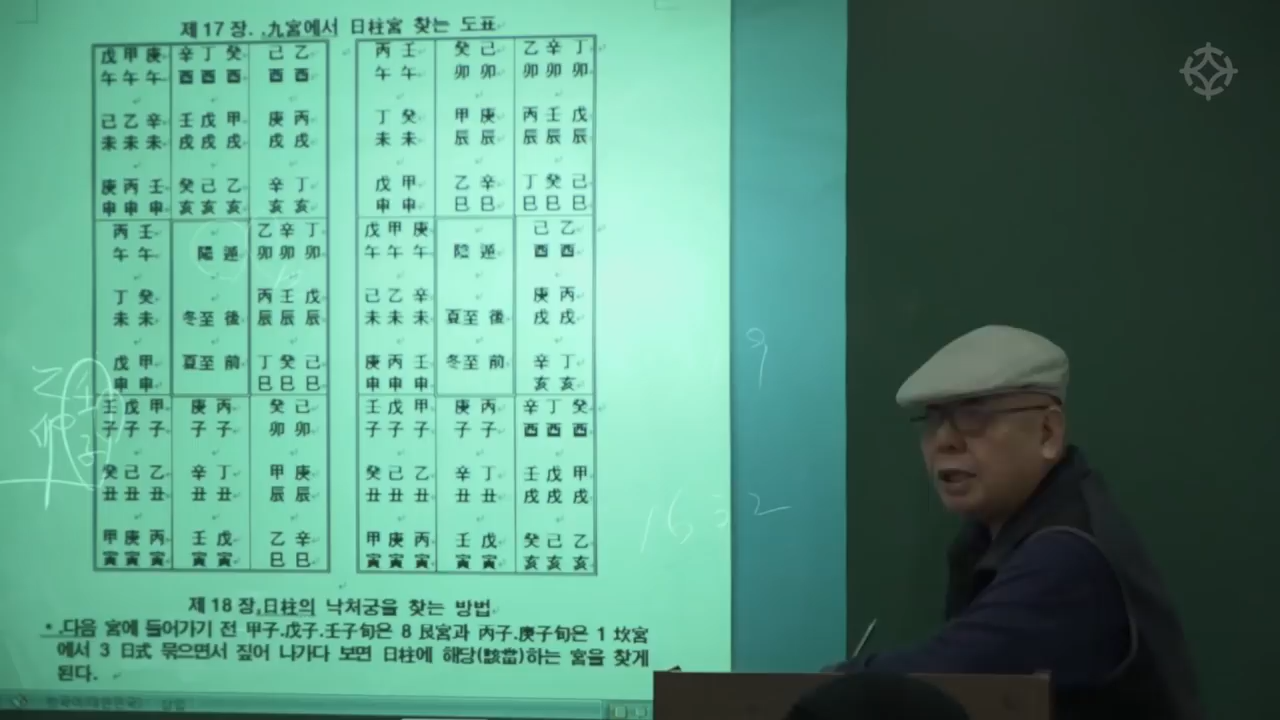 제 17 장. .九宮에서 日柱宮 찾는 도표
戊 甲 庚 辛 丁 癸 己 乙
午 午 午 酉 酉 酉 酉 酉
己 乙 辛 壬 戊 甲 庚 丙
未 未 未 戌 戌 戌 戌 戌
庚 丙 壬 癸 己 乙 辛 丁
申 申 申 亥 亥 亥 亥 亥
丙 壬 乙 辛 丁
午 午 陽 遁 卯 卯 卯
丁 癸 丙 壬 戊
未 未 冬至 後 辰 辰 辰
戊 甲 夏至 前 丁 癸 己
申 申 巳 巳 巳
壬 戊 甲 庚 丙 癸 己
子 子 子 子 子 卯 卯
癸 己 乙 辛 丁 甲 庚
丑 丑 丑 丑 丑 辰 辰
甲 庚 丙 壬 戊 乙 辛
寅 寅 寅 寅 寅 巳 巳
丙 壬 癸 己 乙 辛 丁
午 午 卯 卯 卯 卯 卯
丁 癸 甲 庚 丙 壬 戊
未 未 辰 辰 辰 辰 辰
戊 甲 乙 辛 丁 癸 己
申 申 巳 巳 巳 巳 巳
戊 甲 庚 己 乙
午 午 午 陰 遁 酉 酉
己 乙 辛 庚 丙
未 未 未 夏至 後 戌 戌
庚 丙 壬 冬至 前 辛 丁
申 申 申 亥 亥
壬 戊 甲 庚 丙 辛 丁 癸
子 子 子 子 子 酉 酉 酉
癸 己 乙 辛 丁 壬 戊 甲
丑 丑 丑 丑 丑 戌 戌 戌
甲 庚 丙 壬 戊 癸 己 乙
寅 寅 寅 寅 寅 亥 亥 亥
乙 壬
卯 子
9
제 18 장,日柱의 낙처궁을 찾는 방법
.다음 宮에 들어가기 전 甲子.戊子.壬子旬은 8 艮宮과 丙子.庚子旬은 1 坎宮
에서 3 日式 묶으면서 짚어 나가다 보면 日柱에 해당(該當)하는 宮을 찾게
된다.